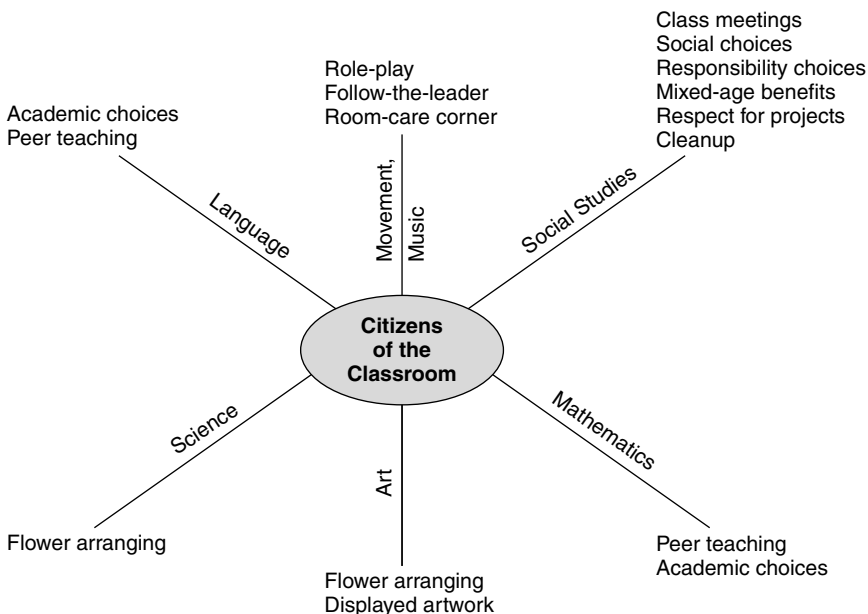 Class meetings
Social choices
Responsibility choices
Mixed-age benefits
Respect for projects
Cleanup
Role-play
Follow-the-leader
Room-care corner
Academic choices
Peer teaching
Language
Movement,
Music
Social Studies
Citizens
of the
Classroom
Science
Art
Mathematics
Flower arranging
Flower arranging
Displayed artwork
Peer teaching
Academic choices